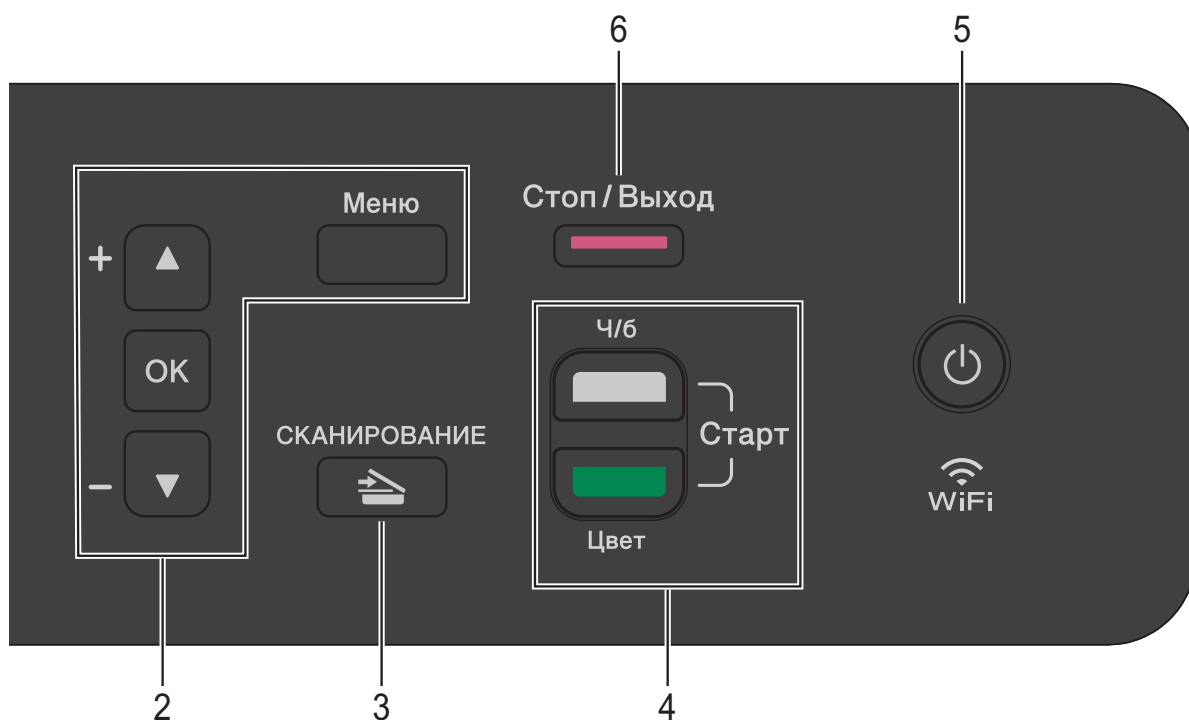 6 5
Стоп / Выход
Меню
+
OK
−
СКАНИРОВАНИЕ
Ч/б
Старт
Цвет
WiFi
2 3 4